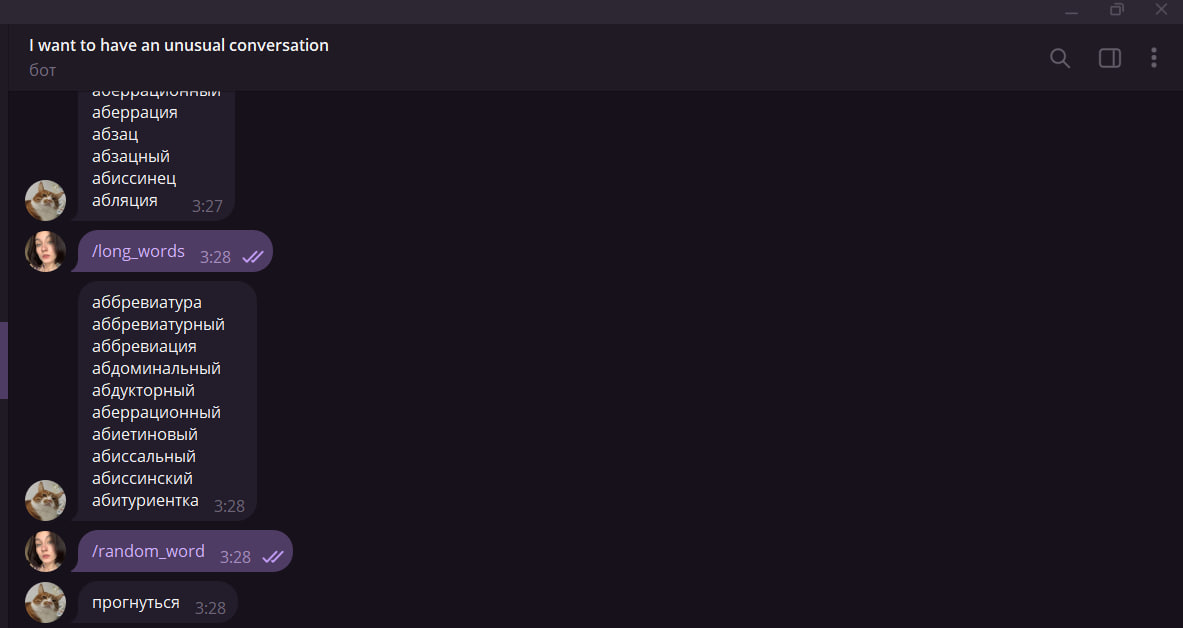 I want to have an unusual conversation
бот
аберрационный
аберрация
абзац
абзацный
абиссинец
абляция
3:27
/long_words 3:28
аббревиатура
аббревиатурный
аббревиация
абдоминальный
абдукторный
аберрационный
абиетиновый
абиссальный
абиссинский
абитуриентка 3:28
/random_word 3:28
прогнуться 3:28